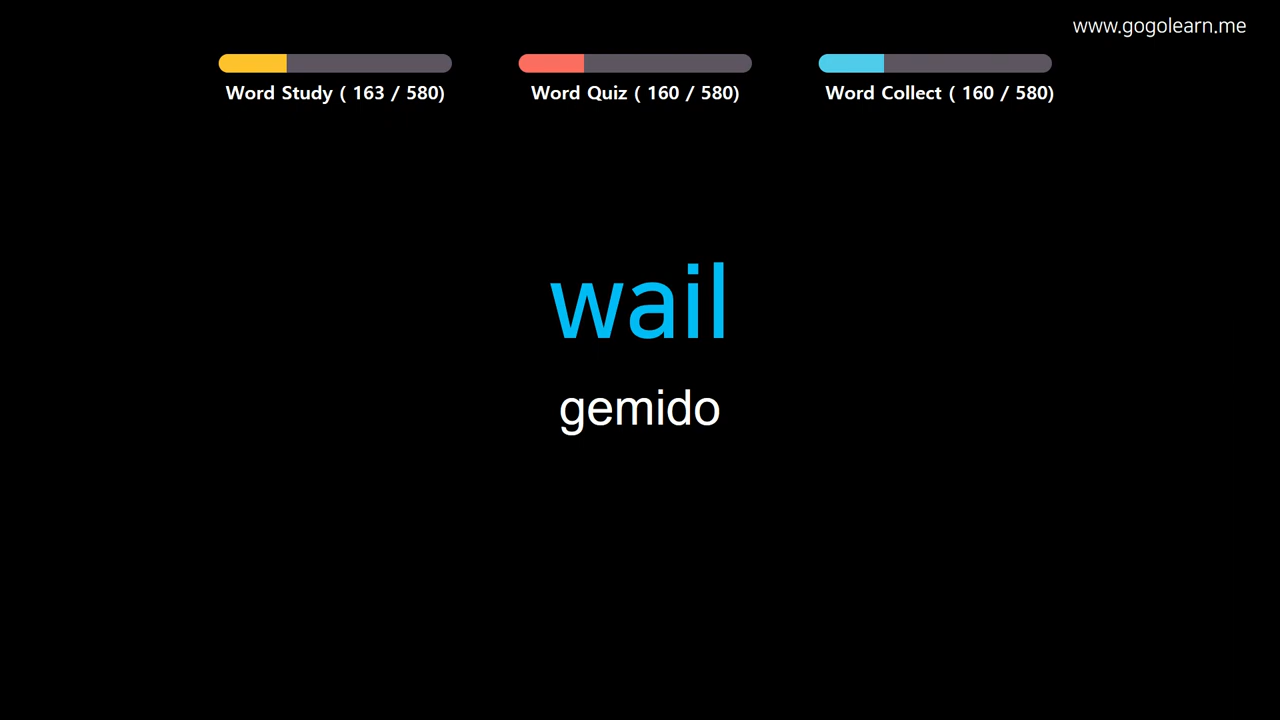 www.gogolearn.me
Word Study ( 163 / 580)
Word Quiz ( 160 / 580)
Word Collect ( 160 / 580)
wail
gemido